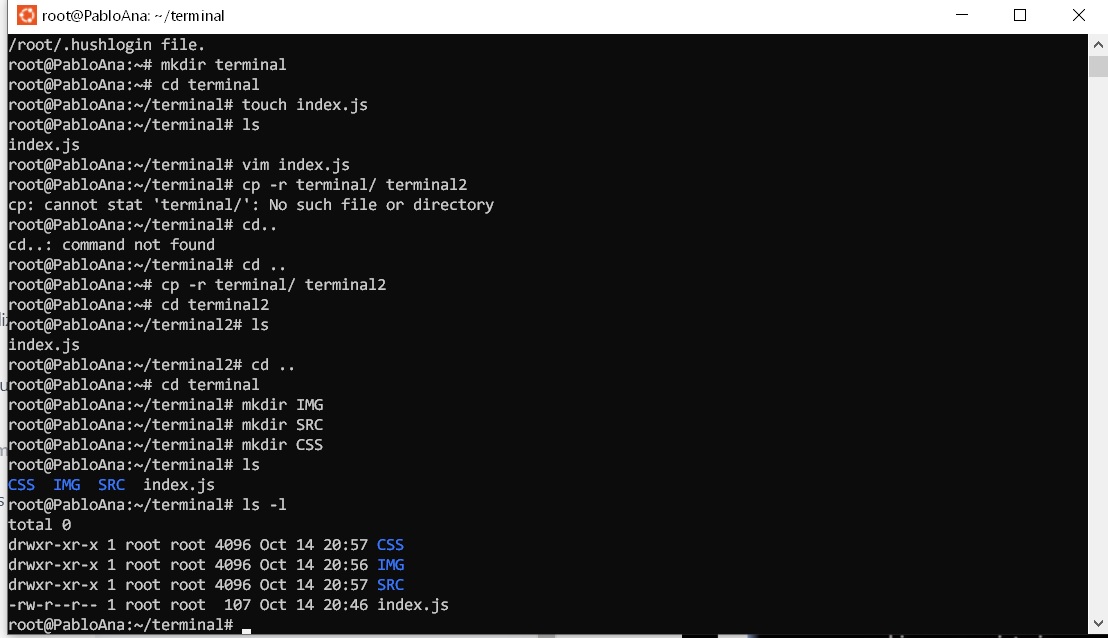 root@PabloAna: ~/terminal
/root/.hushlogin file.
root@PabloAna:~# mkdir terminal
root@PabloAna:~# cd terminal
root@PabloAna:~/terminal# touch index.js
root@PabloAna:~/terminal# ls
index.js
root@PabloAna:~/terminal# vim index.js
root@PabloAna:~/terminal# cp -r terminal/ terminal2
cp: cannot stat 'terminal/': No such file or directory
root@PabloAna:~/terminal# cd..
cd..: command not found
root@PabloAna:~/terminal# cd ..
root@PabloAna:~# cp -r terminal/ terminal2
root@PabloAna:~# cd terminal2
root@PabloAna:~/terminal2# ls
index.js
root@PabloAna:~/terminal2# cd ..
root@PabloAna:~# cd terminal
root@PabloAna:~/terminal# mkdir IMG
root@PabloAna:~/terminal# mkdir SRC
root@PabloAna:~/terminal# mkdir CSS
root@PabloAna:~/terminal# ls
CSS IMG SRC index.js
root@PabloAna:~/terminal# ls -l
total 0
drwxr-xr-x 1 root root 4096 Oct 14 20:57 CSS
drwxr-xr-x 1 root root 4096 Oct 14 20:56 IMG
drwxr-xr-x 1 root root 4096 Oct 14 20:57 SRC
-rw-r--r-- 1 root root 107 Oct 14 20:46 index.js
root@PabloAna:~/terminal#